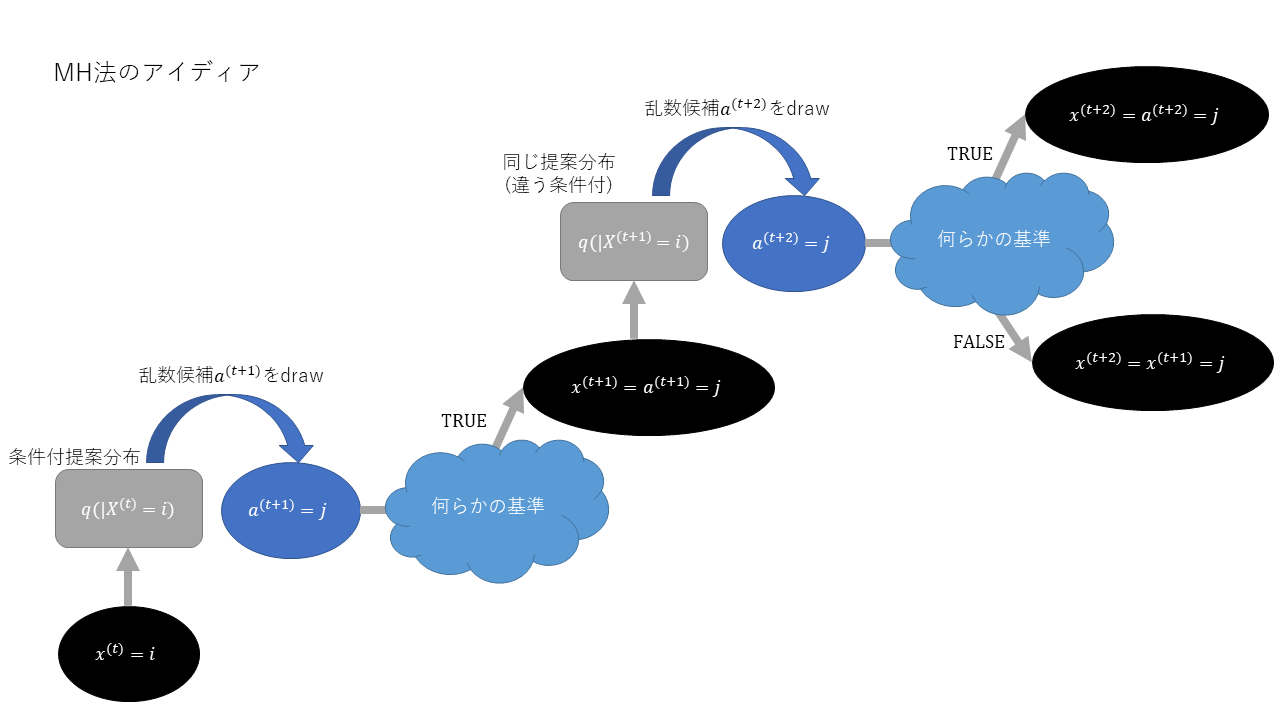 MH法のアイディア
乱数候補a^(t+2)をdraw
同じ提案分布
(違う条件付)
q(|X^(t+1) = i)
a^(t+2) = j
何らかの基準
TRUE
x^(t+2) = a^(t+2) = j
FALSE
x^(t+2) = x^(t+1) = j
乱数候補a^(t+1)をdraw
条件付提案分布
q(|X^(t) = i)
a^(t+1) = j
何らかの基準
TRUE
x^(t+1) = a^(t+1) = j
x^(t) = i